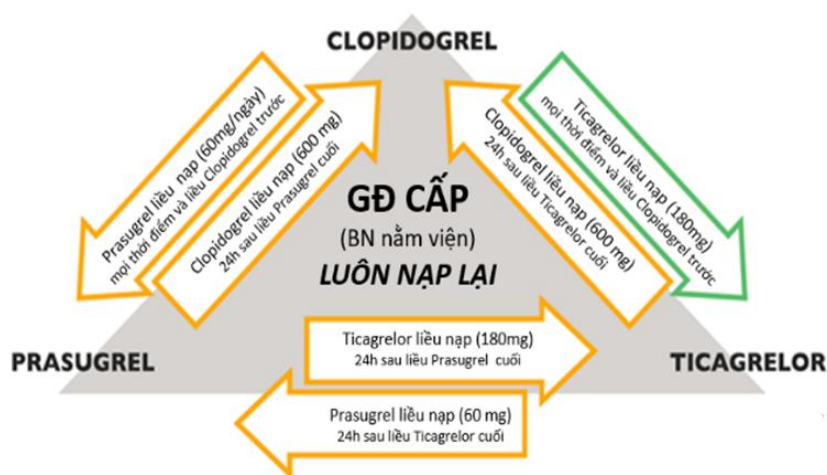 CLOPIDOGREL
Prasugrel liều nạp (60mg/ngày)
mọi thời điểm và liều Clopidogrel trước
Clopidogrel liều nạp (600 mg)
24h sau liều Prasugrel cuối
Clopidogrel liều nạp (600 mg)
24h sau liều Ticagrelor cuối
Ticagrelor liều nạp (180mg)
mọi thời điểm và liều Clopidogrel trước
GĐ CẤP
(BN nằm viện)
LUÔN NẠP LẠI
PRASUGREL
Ticagrelor liều nạp (180mg)
24h sau liều Prasugrel cuối
TICAGRELOR
Prasugrel liều nạp (60 mg)
24h sau liều Ticagrelor cuối